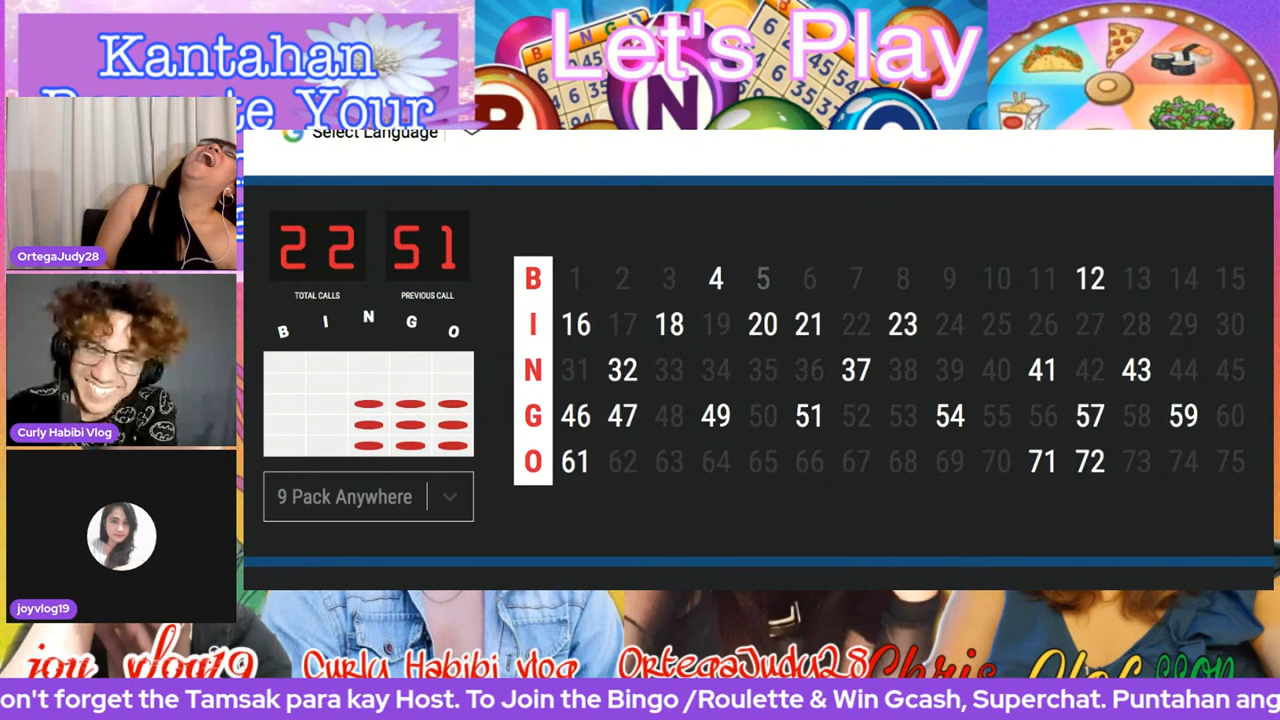 Kantahan
Promote Your
Let's Play
B
N
Select Language
OrtegaJudy28
Curly Habibi Vlog
joyvlog19
22 51
TOTAL CALLS PREVIOUS CALL
B I N G O
9 Pack Anywhere
B 1 2 3 4 5 6 7 8 9 10 11 12 13 14 15
I 16 17 18 19 20 21 22 23 24 25 26 27 28 29 30
N 31 32 33 34 35 36 37 38 39 40 41 42 43 44 45
G 46 47 48 49 50 51 52 53 54 55 56 57 58 59 60
O 61 62 63 64 65 66 67 68 69 70 71 72 73 74 75
joy vlog19 Curly Habibi vlog OrtegaJudy28 Chris
on't forget the Tamsak para kay Host. To Join the Bingo /Roulette & Win Gcash, Superchat. Puntahan ang